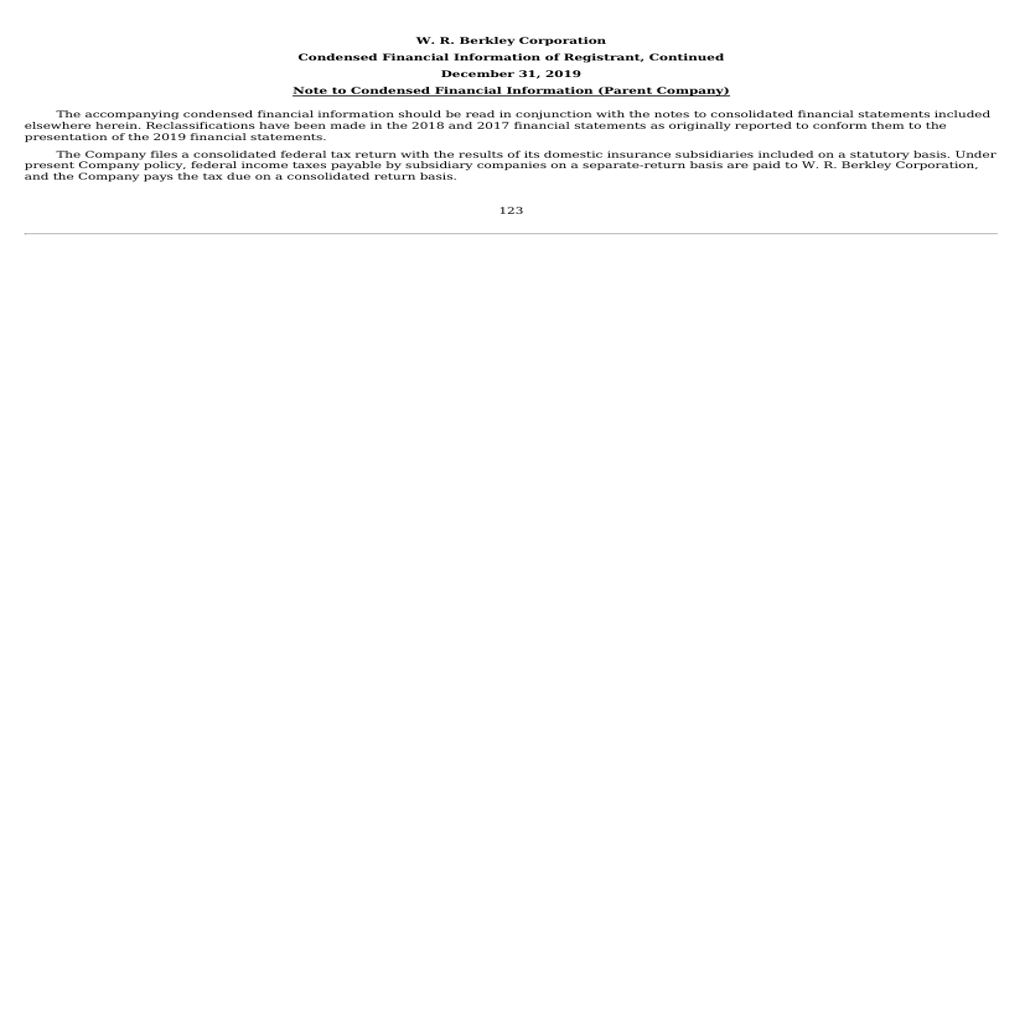 W. R. Berkley Corporation
Condensed Financial Information of Registrant, Continued
December 31, 2019
Note to Condensed Financial Information (Parent Company)
The accompanying condensed financial information should be read in conjunction with the notes to consolidated financial statements included
elsewhere herein. Reclassifications have been made in the 2018 and 2017 financial statements as originally reported to conform them to the
presentation of the 2019 financial statements.
The Company files a consolidated federal tax return with the results of its domestic insurance subsidiaries included on a statutory basis. Under
present Company policy, federal income taxes payable by subsidiary companies on a separate-return basis are paid to W. R. Berkley Corporation,
and the Company pays the tax due on a consolidated return basis.
123